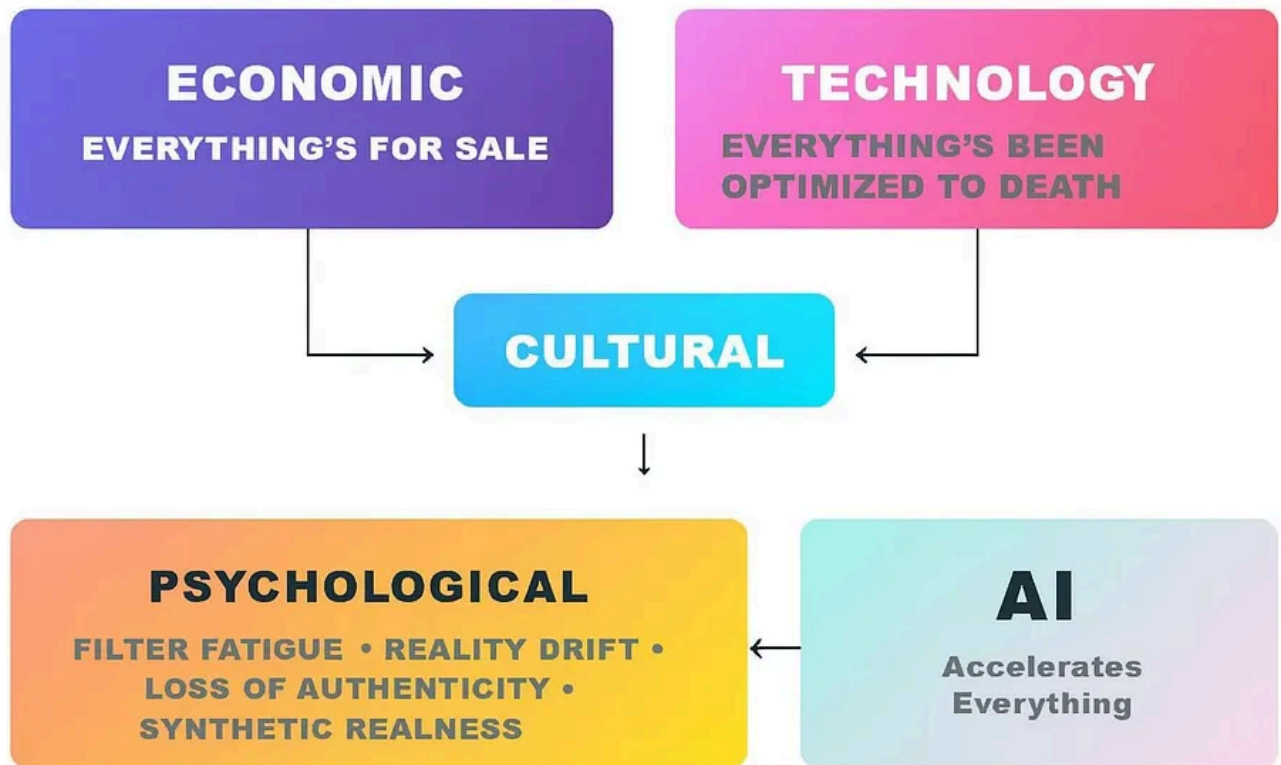 ECONOMIC
EVERYTHING’S FOR SALE
TECHNOLOGY
EVERYTHING’S BEEN
OPTIMIZED TO DEATH
CULTURAL
PSYCHOLOGICAL
FILTER FATIGUE • REALITY DRIFT •
LOSS OF AUTHENTICITY •
SYNTHETIC REALNESS
AI
Accelerates
Everything